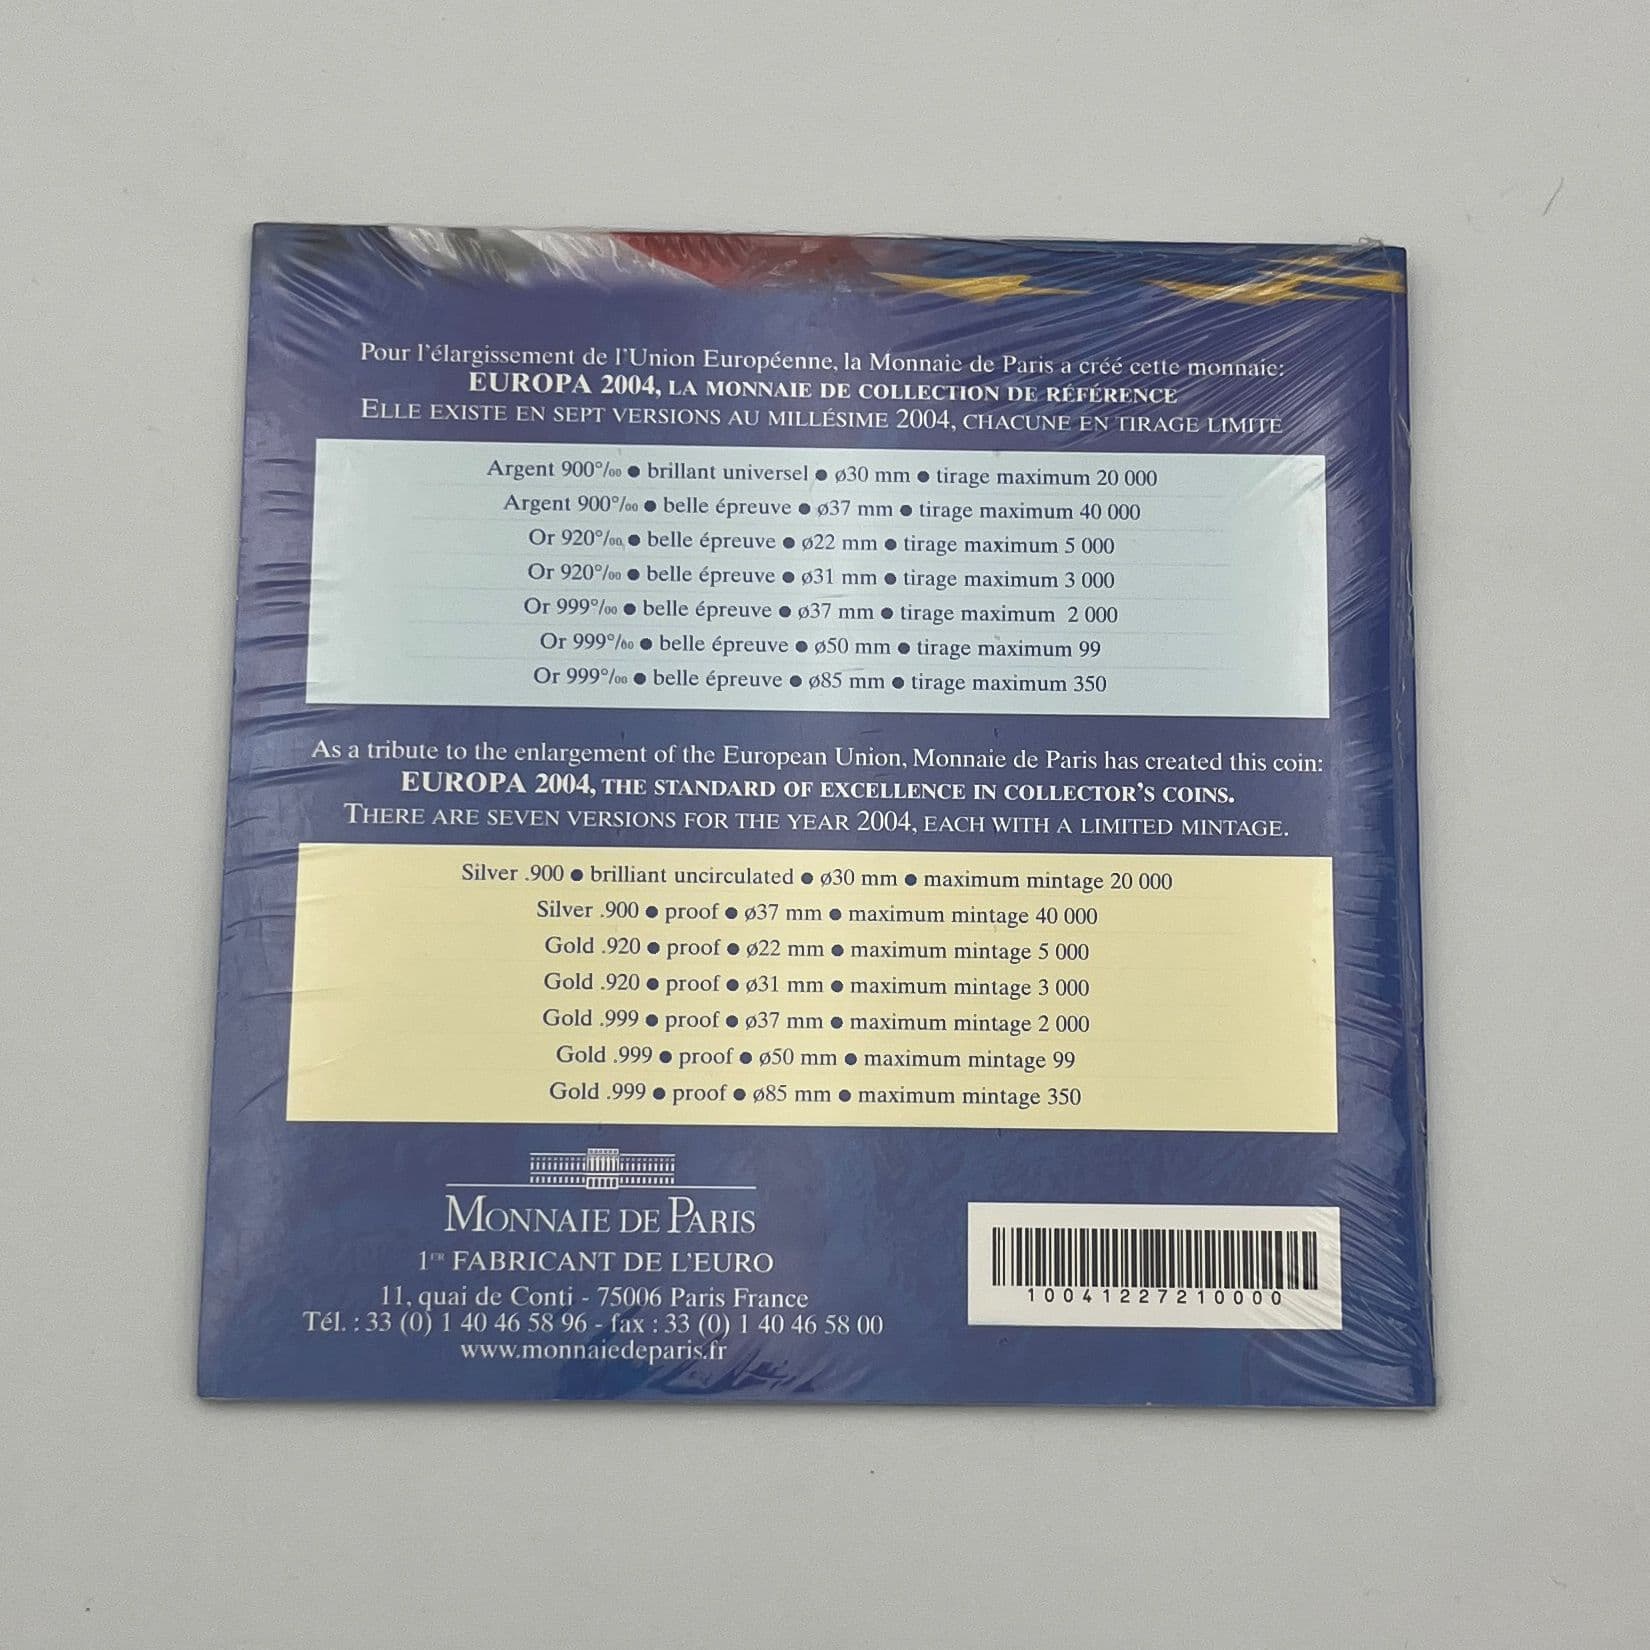 Pour l'élargissement de l'Union Européenne, la Monnaie de Paris a créé cette monnaie:
EUROPA 2004, LA MONNAIE DE COLLECTION DE RÉFÉRENCE
ELLE EXISTE EN SEPT VERSIONS AU MILLÉSIME 2004, CHACUNE EN TIRAGE LIMITE
Argent 900°/oo ● brillant universel ● ø30 mm ● tirage maximum 20 000
Argent 900°/oo ● belle épreuve ● ø37 mm ● tirage maximum 40 000
Or 920°/oo ● belle épreuve ● ø22 mm ● tirage maximum 5 000
Or 920°/oo ● belle épreuve ● ø31 mm ● tirage maximum 3 000
Or 999°/oo ● belle épreuve ● ø37 mm ● tirage maximum 2 000
Or 999°/oo ● belle épreuve ● ø50 mm ● tirage maximum 99
Or 999°/oo ● belle épreuve ● ø85 mm ● tirage maximum 350
As a tribute to the enlargement of the European Union, Monnaie de Paris has created this coin:
EUROPA 2004, THE STANDARD OF EXCELLENCE IN COLLECTOR'S COINS.
THERE ARE SEVEN VERSIONS FOR THE YEAR 2004, EACH WITH A LIMITED MINTAGE.
Silver .900 ● brilliant uncirculated ● ø30 mm ● maximum mintage 20 000
Silver .900 ● proof ● ø37 mm ● maximum mintage 40 000
Gold .920 ● proof ● ø22 mm ● maximum mintage 5 000
Gold .920 ● proof ● ø31 mm ● maximum mintage 3 000
Gold .999 ● proof ● ø37 mm ● maximum mintage 2 000
Gold .999 ● proof ● ø50 mm ● maximum mintage 99
Gold .999 ● proof ● ø85 mm ● maximum mintage 350
MONNAIE DE PARIS
1ER FABRICANT DE L'EURO
11, quai de Conti - 75006 Paris France
Tél. : 33 (0) 1 40 46 58 96 - fax : 33 (0) 1 40 46 58 00
www.monnaiedeparis.fr
10041227210000